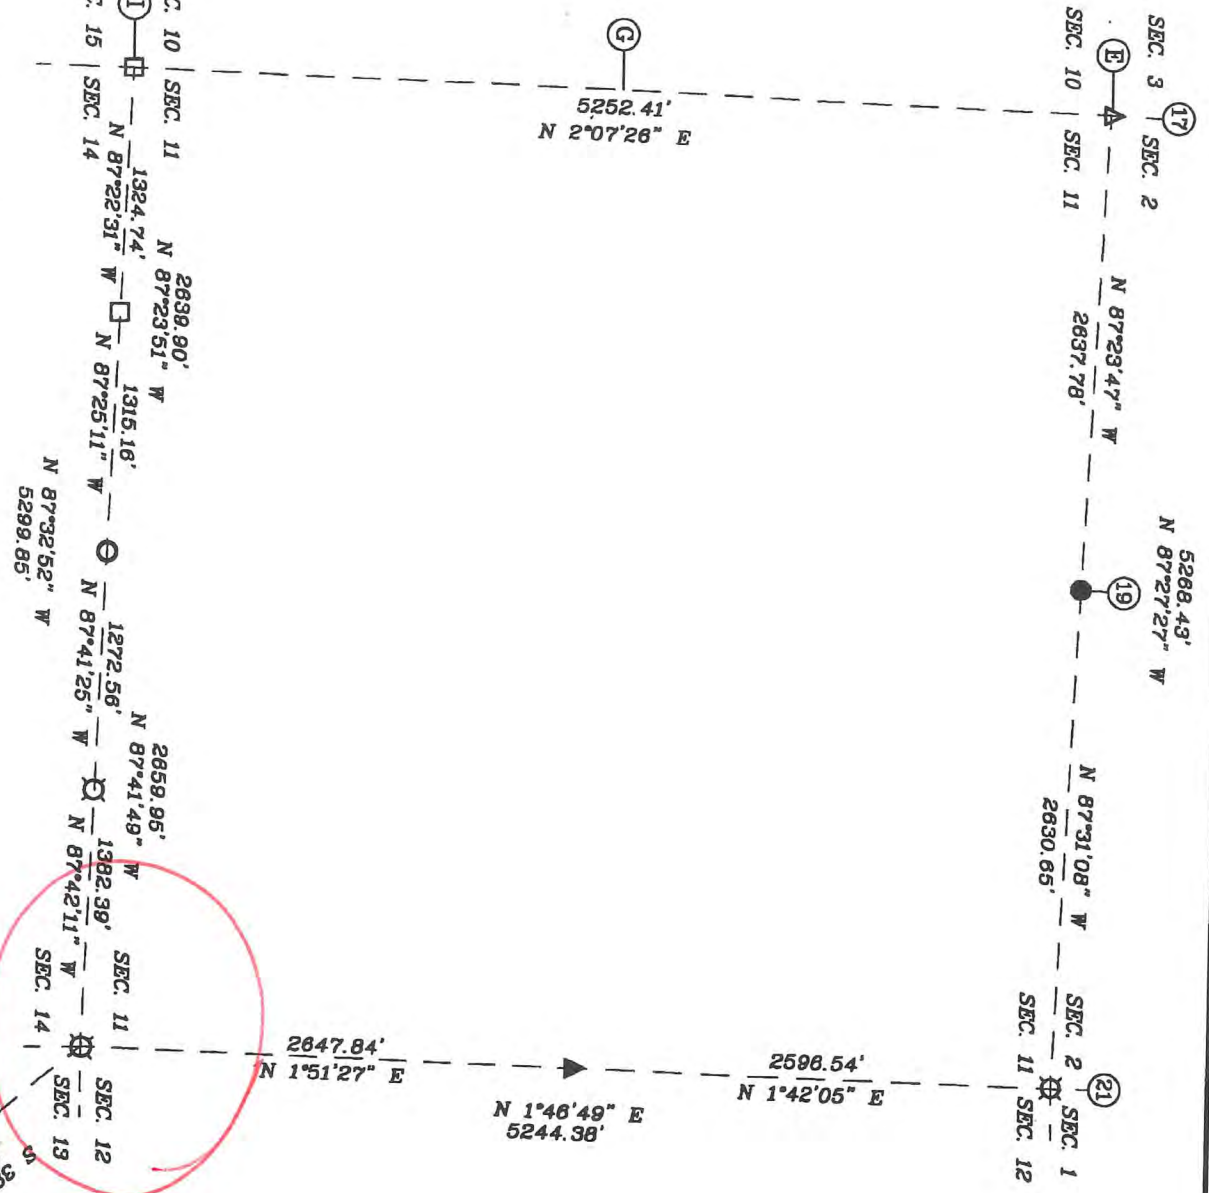 SEC. 3
SEC. 2
17
E
SEC. 10
SEC. 11
N 87°23'47" W
2637.78'
5268.43'
N 87°27'27" W
19
N 87°31'08" W
2630.65'
SEC. 2
SEC. 1
21
SEC. 11
SEC. 12
G
5252.41'
N 2°07'26" E
2596.54'
N 1°42'05" E
N 1°46'49" E
5244.38'
2647.84'
N 1°51'27" E
C. 10
SEC. 11
C. 15
SEC. 14
1324.74'
N 87°22'31" W
2639.90'
N 87°23'51" W
1315.16'
N 87°25'11" W
N 87°32'52" W
5299.85'
1272.56'
N 87°41'25" W
2659.95'
N 87°41'49" W
1382.39'
N 87°42'11" W
SEC. 11
SEC. 14
SEC. 12
SEC. 13
S